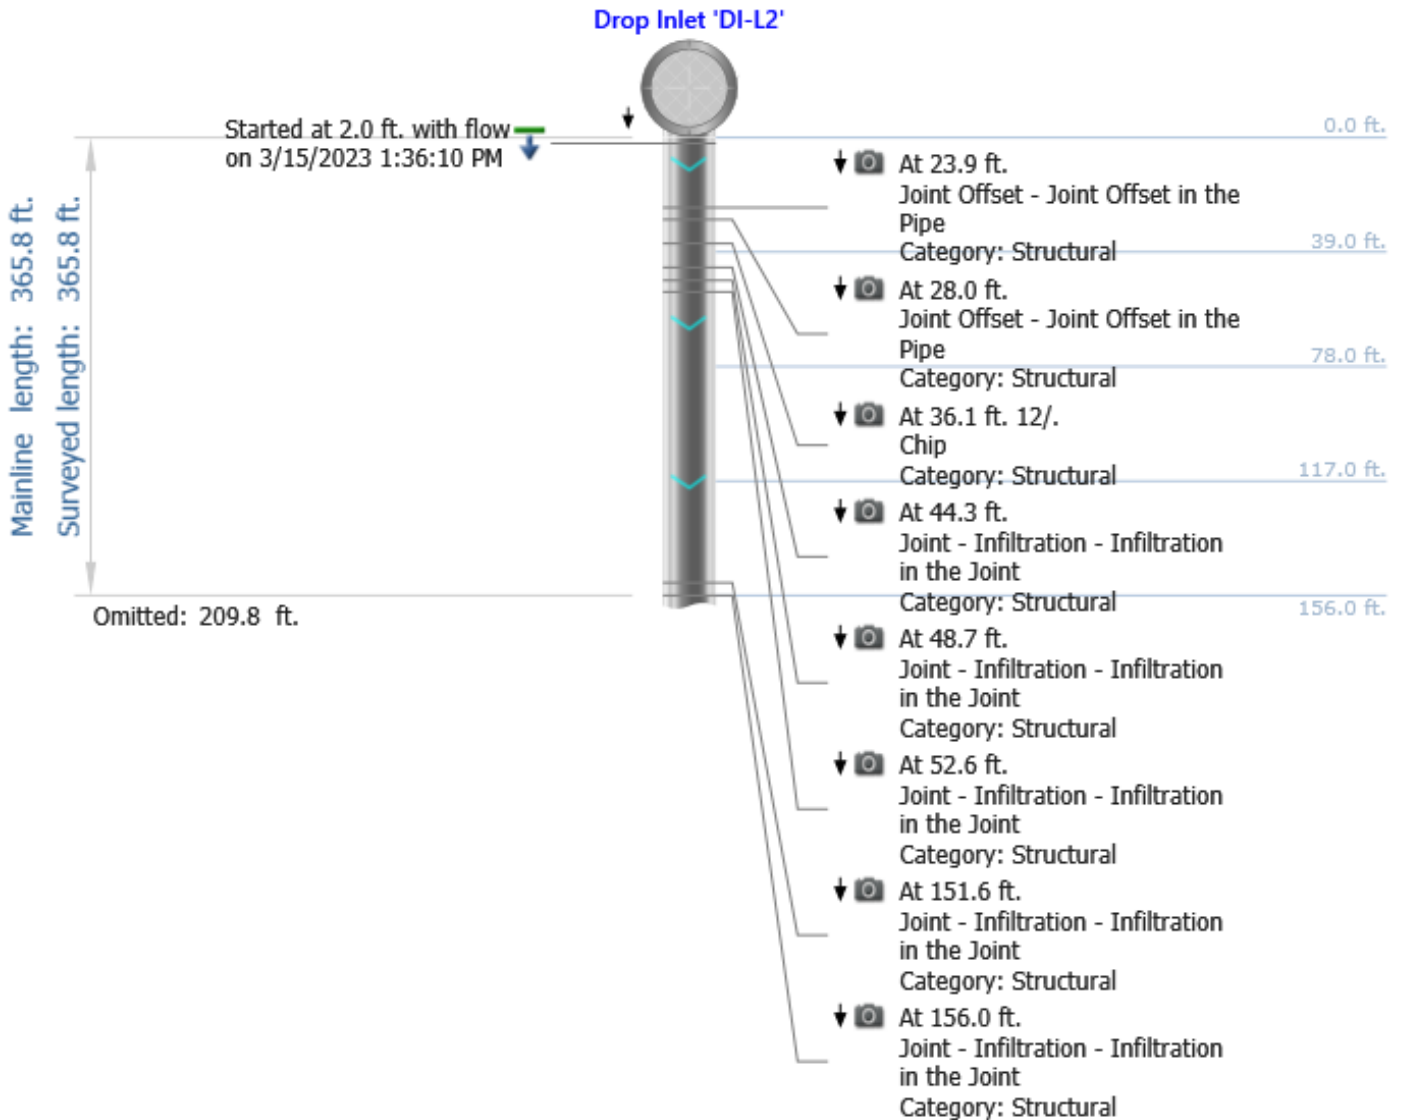 Drop Inlet 'DI-L2'
Started at 2.0 ft. with flow
on 3/15/2023 1:36:10 PM
Mainline length: 365.8 ft.
Surveyed length: 365.8 ft.
Omitted: 209.8 ft.
0.0 ft.
39.0 ft.
78.0 ft.
117.0 ft.
156.0 ft.
At 23.9 ft.
Joint Offset - Joint Offset in the
Pipe
Category: Structural
At 28.0 ft.
Joint Offset - Joint Offset in the
Pipe
Category: Structural
At 36.1 ft. 12/.
Chip
Category: Structural
At 44.3 ft.
Joint - Infiltration - Infiltration
in the Joint
Category: Structural
At 48.7 ft.
Joint - Infiltration - Infiltration
in the Joint
Category: Structural
At 52.6 ft.
Joint - Infiltration - Infiltration
in the Joint
Category: Structural
At 151.6 ft.
Joint - Infiltration - Infiltration
in the Joint
Category: Structural
At 156.0 ft.
Joint - Infiltration - Infiltration
in the Joint
Category: Structural